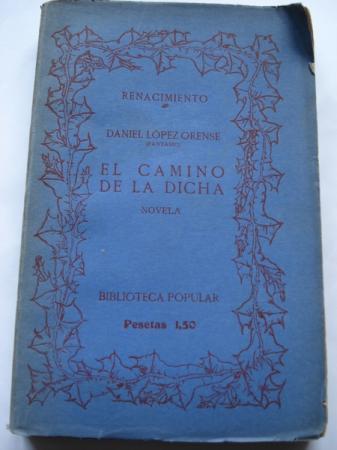 RENACIMIENTO
DANIEL LÓPEZ ORENSE
(FANTASIO)
EL CAMINO
DE LA DICHA
NOVELA
BIBLIOTECA POPULAR
Pesetas 1,50